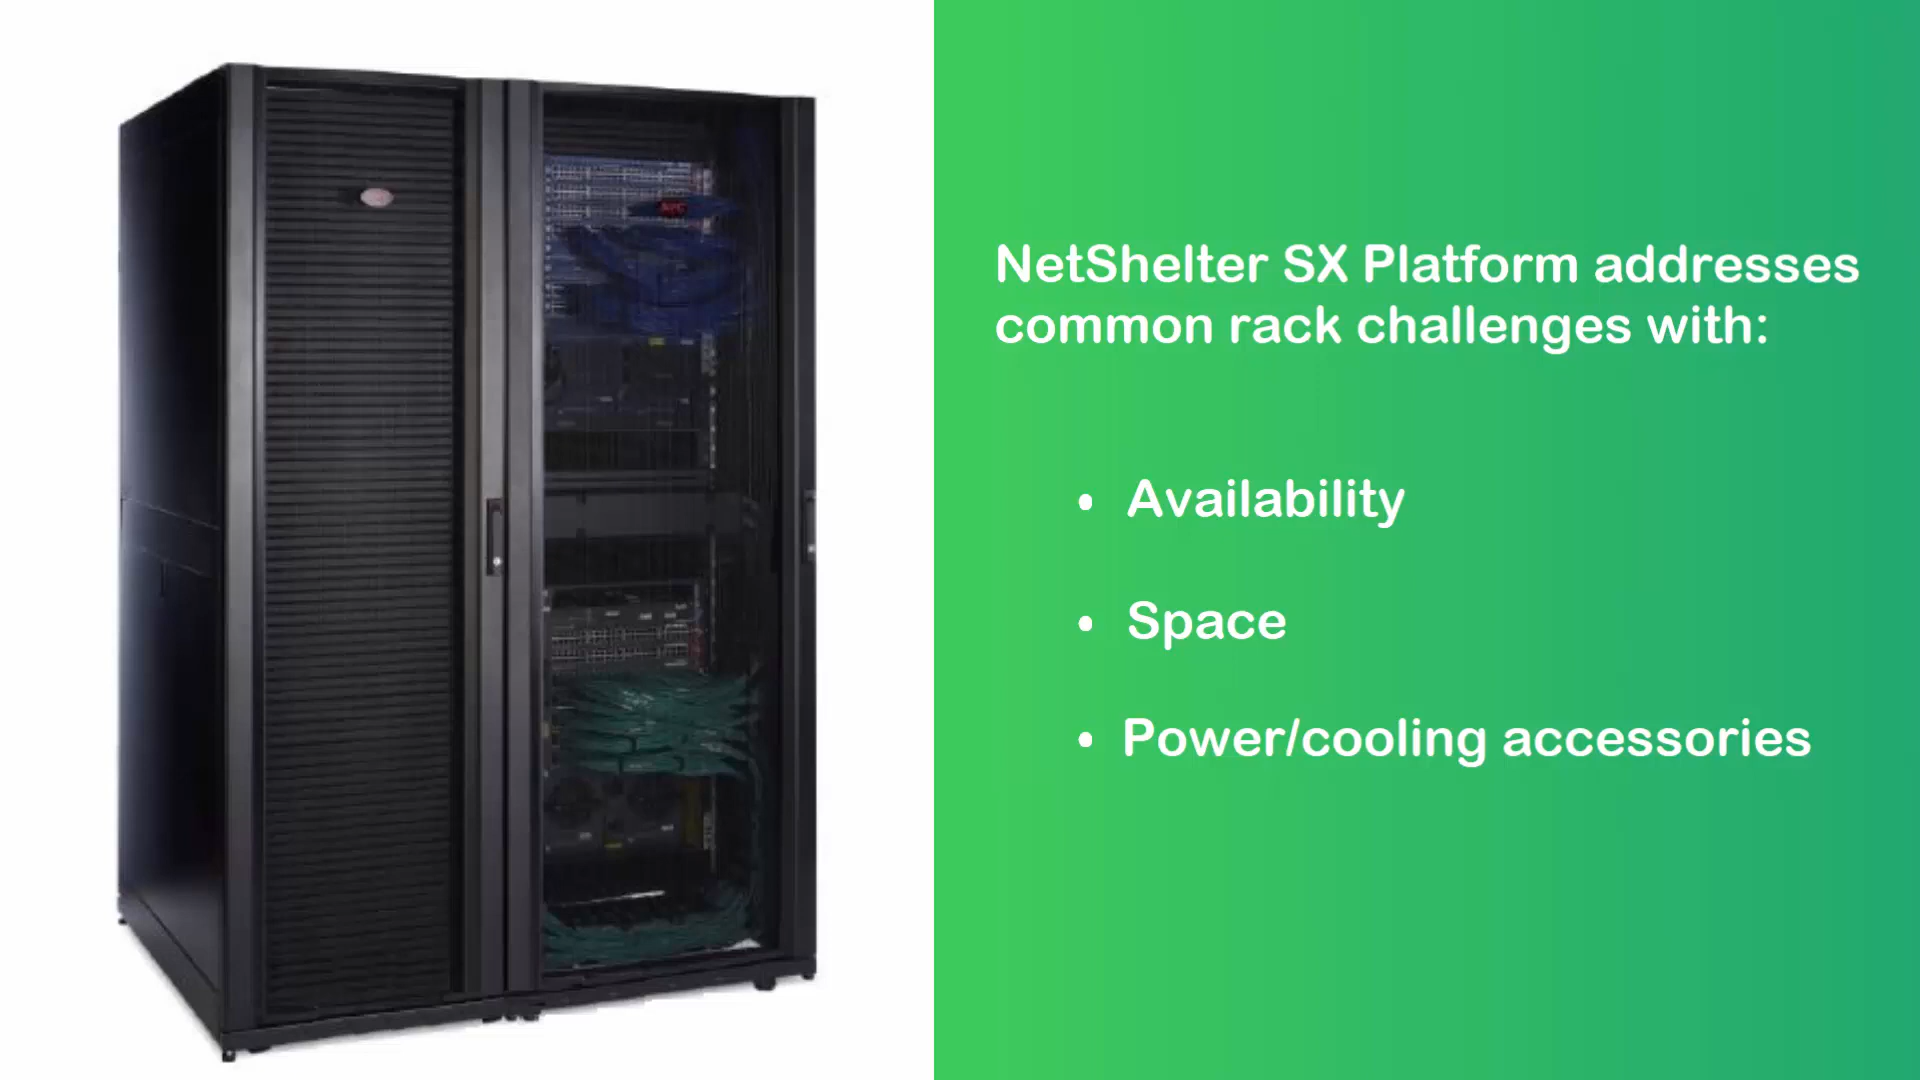 NetShelter SX Platform addresses
common rack challenges with:
• Availability
• Space
• Power/cooling accessories